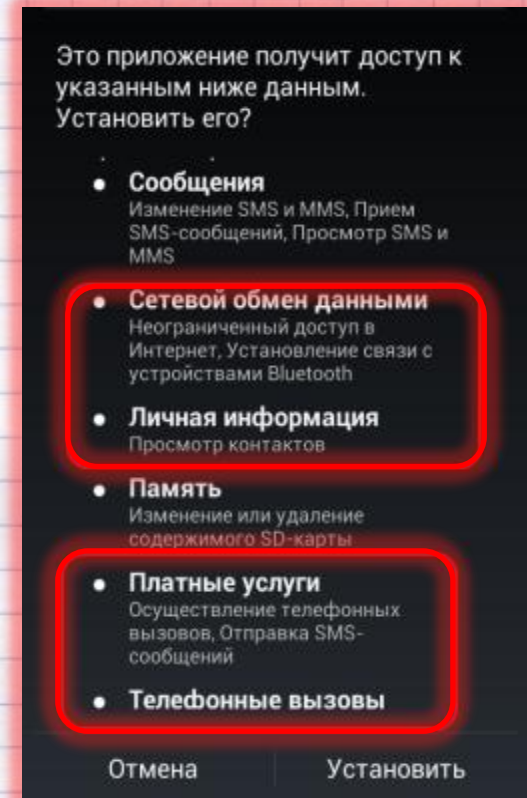 Это приложение получит доступ к
указанным ниже данным.
Установить его?
Сообщения
Изменение SMS и MMS, Прием
SMS-сообщений, Просмотр SMS и
MMS
Сетевой обмен данными
Неограниченный доступ в
Интернет, Установление связи с
устройствами Bluetooth
Личная информация
Просмотр контактов
Память
Изменение или удаление
содержимого SD-карты
Платные услуги
Осуществление телефонных
вызовов, Отправка SMS-
сообщений
Телефонные вызовы
Отмена
Установить